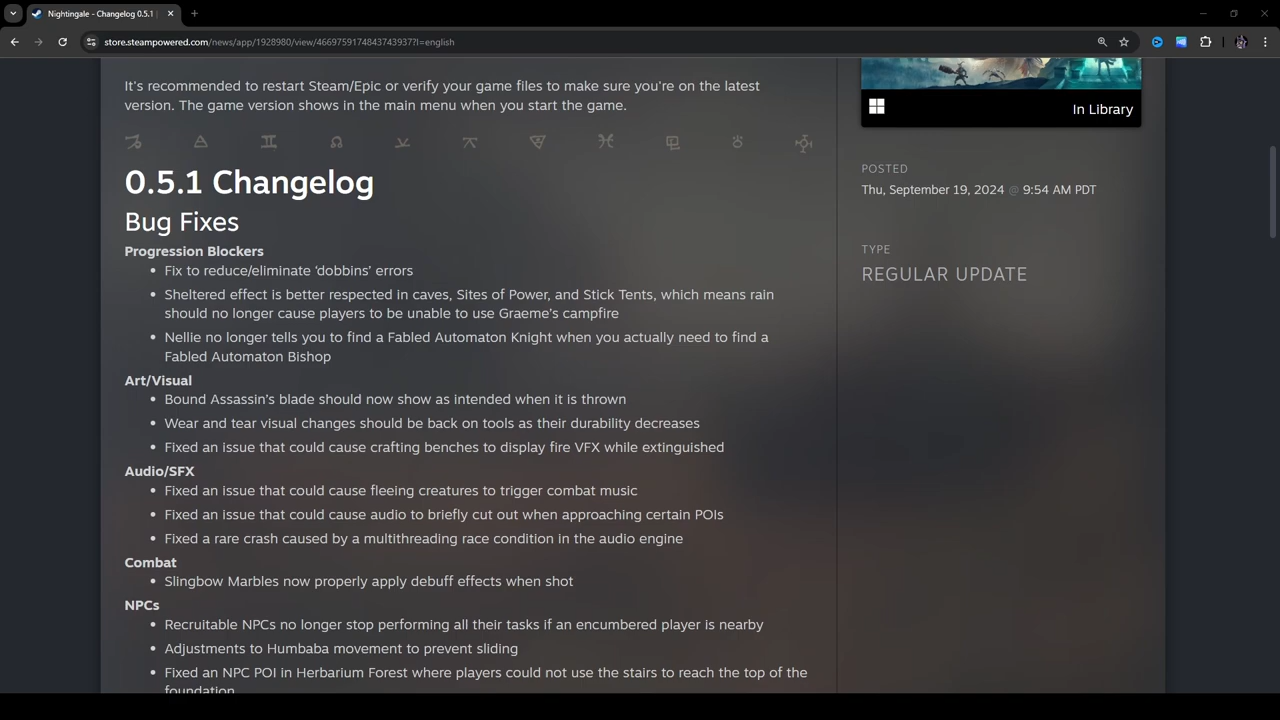 Nightingale - Changelog 0.5.1 |
store.steampowered.com/news/app/1928980/view/4669759174843743937?l=english
It's recommended to restart Steam/Epic or verify your game files to make sure you're on the latest
version. The game version shows in the main menu when you start the game.
In Library
0.5.1 Changelog
POSTED
Thu, September 19, 2024 @ 9:54 AM PDT
Bug Fixes
TYPE
REGULAR UPDATE
Progression Blockers
• Fix to reduce/eliminate ‘dobbins’ errors
• Sheltered effect is better respected in caves, Sites of Power, and Stick Tents, which means rain
should no longer cause players to be unable to use Graeme’s campfire
• Nellie no longer tells you to find a Fabled Automaton Knight when you actually need to find a
Fabled Automaton Bishop
Art/Visual
• Bound Assassin’s blade should now show as intended when it is thrown
• Wear and tear visual changes should be back on tools as their durability decreases
• Fixed an issue that could cause crafting benches to display fire VFX while extinguished
Audio/SFX
• Fixed an issue that could cause fleeing creatures to trigger combat music
• Fixed an issue that could cause audio to briefly cut out when approaching certain POIs
• Fixed a rare crash caused by a multithreading race condition in the audio engine
Combat
• Slingbow Marbles now properly apply debuff effects when shot
NPCs
• Recruitable NPCs no longer stop performing all their tasks if an encumbered player is nearby
• Adjustments to Humbaba movement to prevent sliding
• Fixed an NPC POI in Herbarium Forest where players could not use the stairs to reach the top of the
foundation